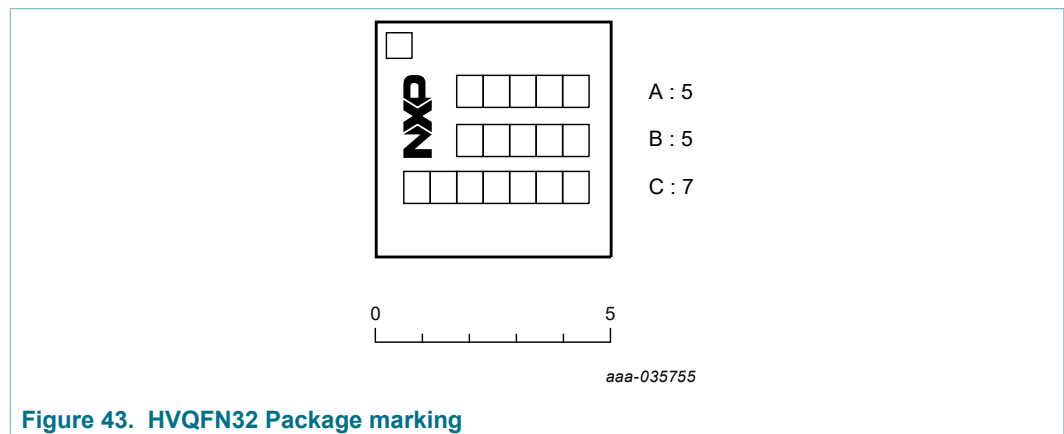 NXP
A : 5
B : 5
C : 7
0 5
aaa-035755
Figure 43. HVQFN32 Package marking